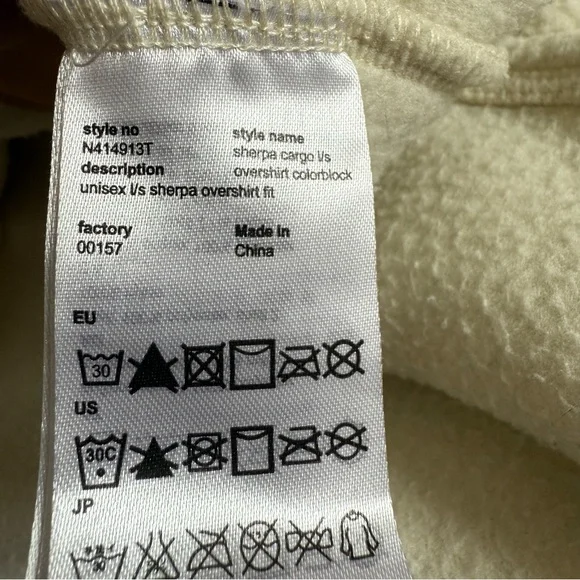 style no
N414913T
style name
sherpa cargo l/s
overshirt colorblock
description
unisex l/s sherpa overshirt fit
factory
00157
Made in
China
EU
30
US
30C
JP
30